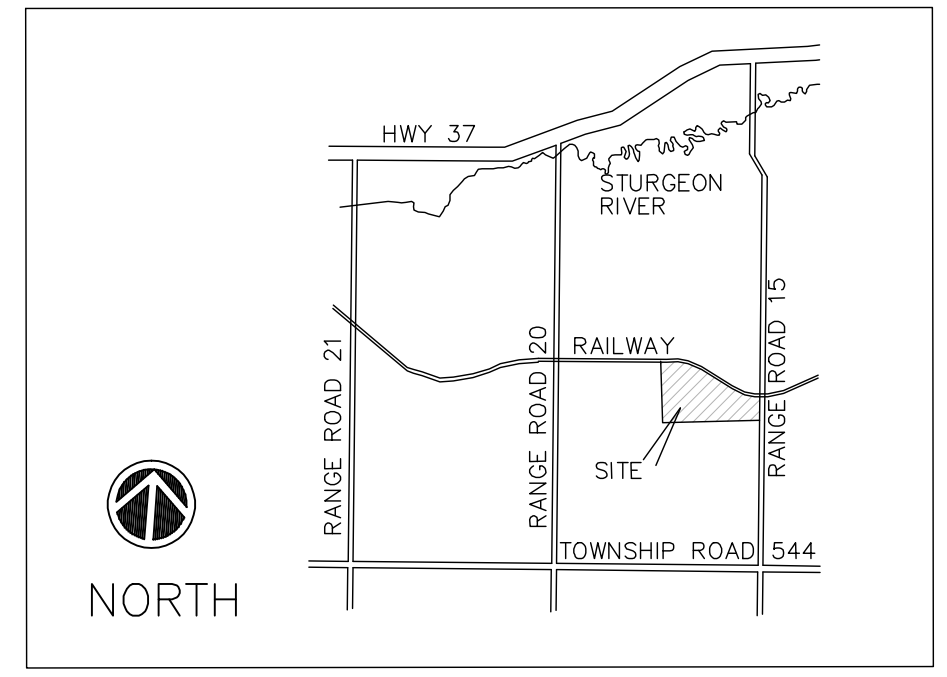 HWY 37
STURGEON
RIVER
RANGE ROAD 15
RAILWAY
RANGE ROAD 20
RANGE ROAD 21
SITE
TOWNSHIP ROAD 544
NORTH